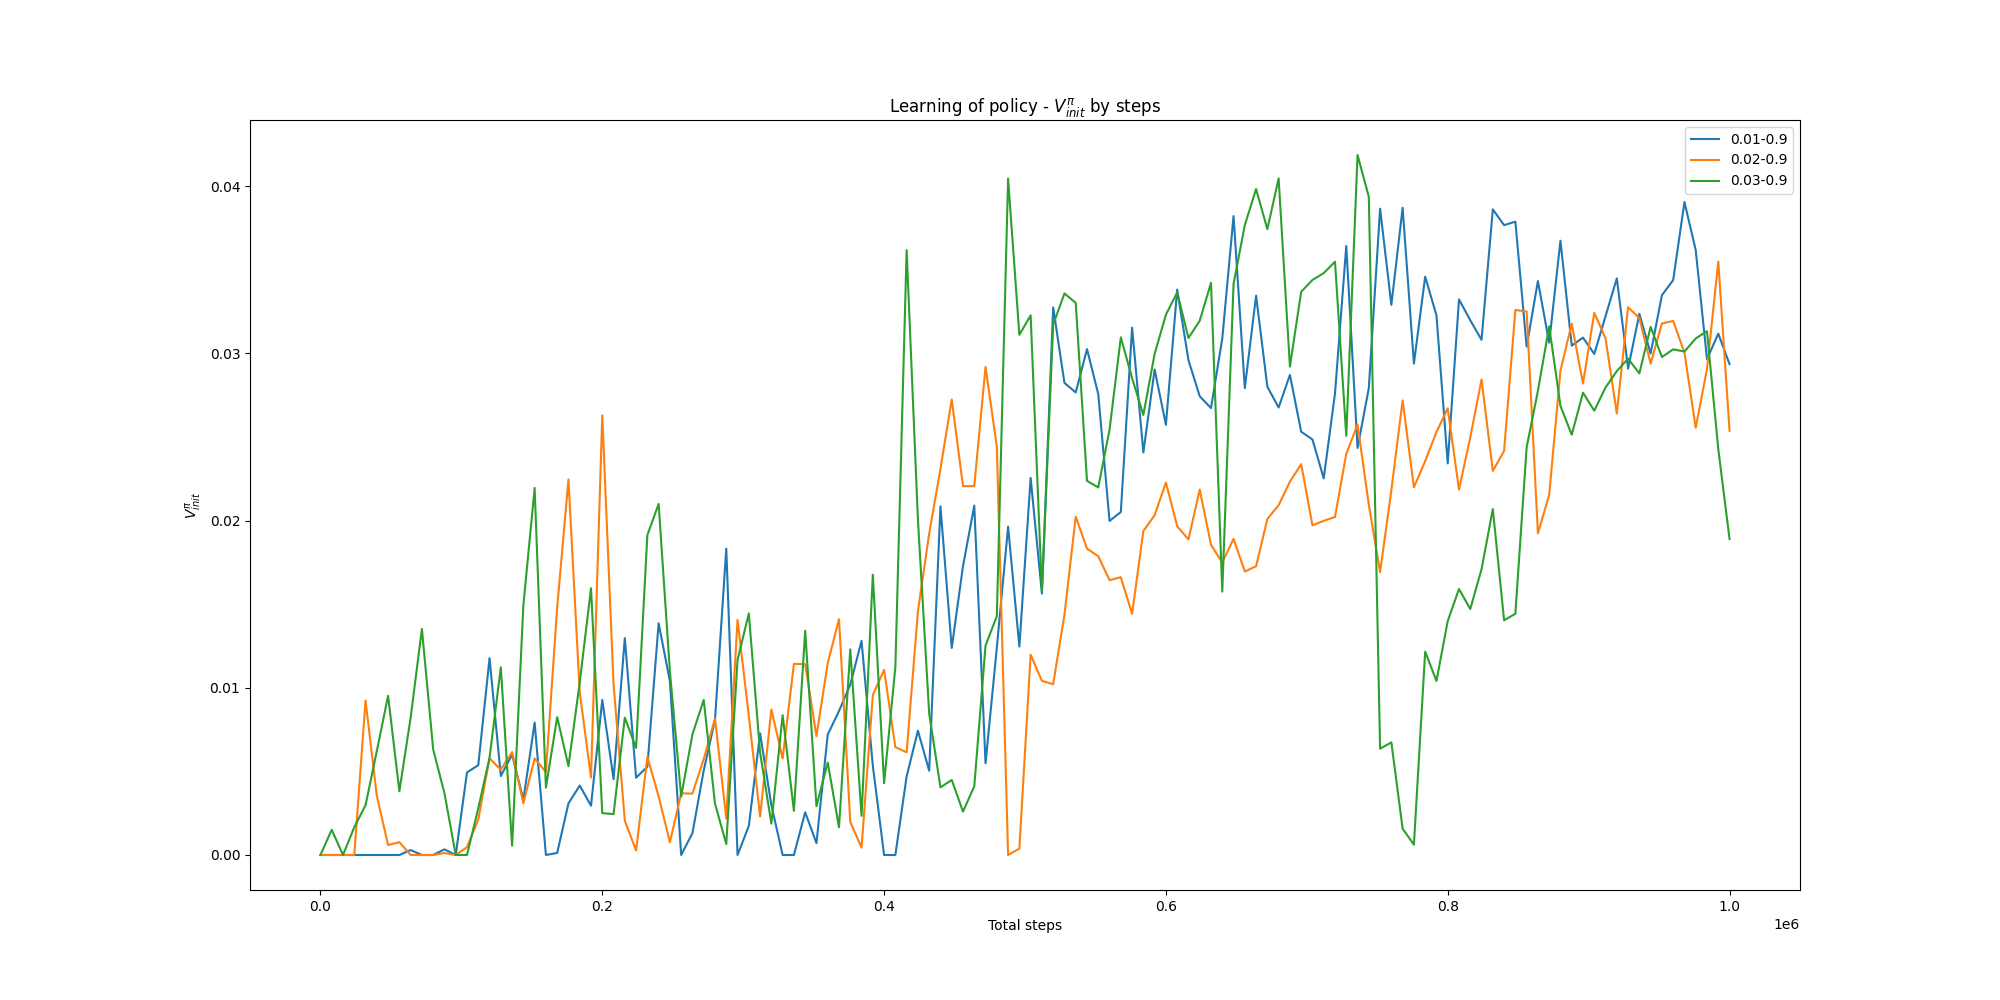 Learning of policy - V^π_init by steps
0.01-0.9
0.02-0.9
0.03-0.9
V^π_init
0.04
0.03
0.02
0.01
0.00
0.0 0.2 0.4 0.6 0.8 1.0
Total steps
1e6